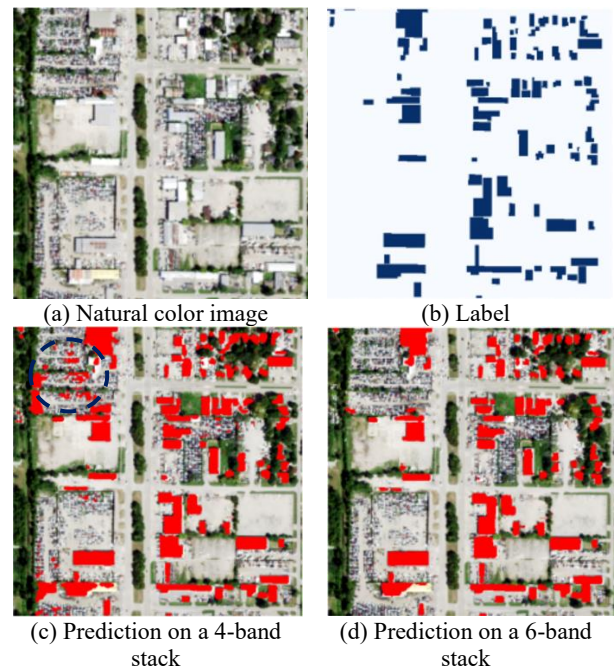 (a) Natural color image
(b) Label
(c) Prediction on a 4-band
stack
(d) Prediction on a 6-band
stack